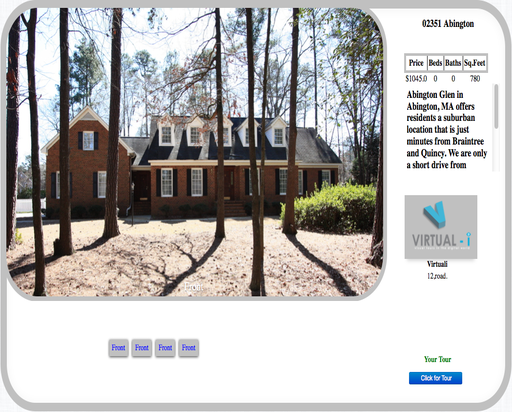 02351 Abington
Price Beds Baths Sq.Feet
$1045.0 0 0 780
Abington Glen in
Abington, MA offers
residents a suburban
location that is just
minutes from Braintree
and Quincy. We are only
a short drive from
VIRTUAL - i
Virtuali
12,road.
Front
Front Front Front Front
Your Tour
Click for Tour